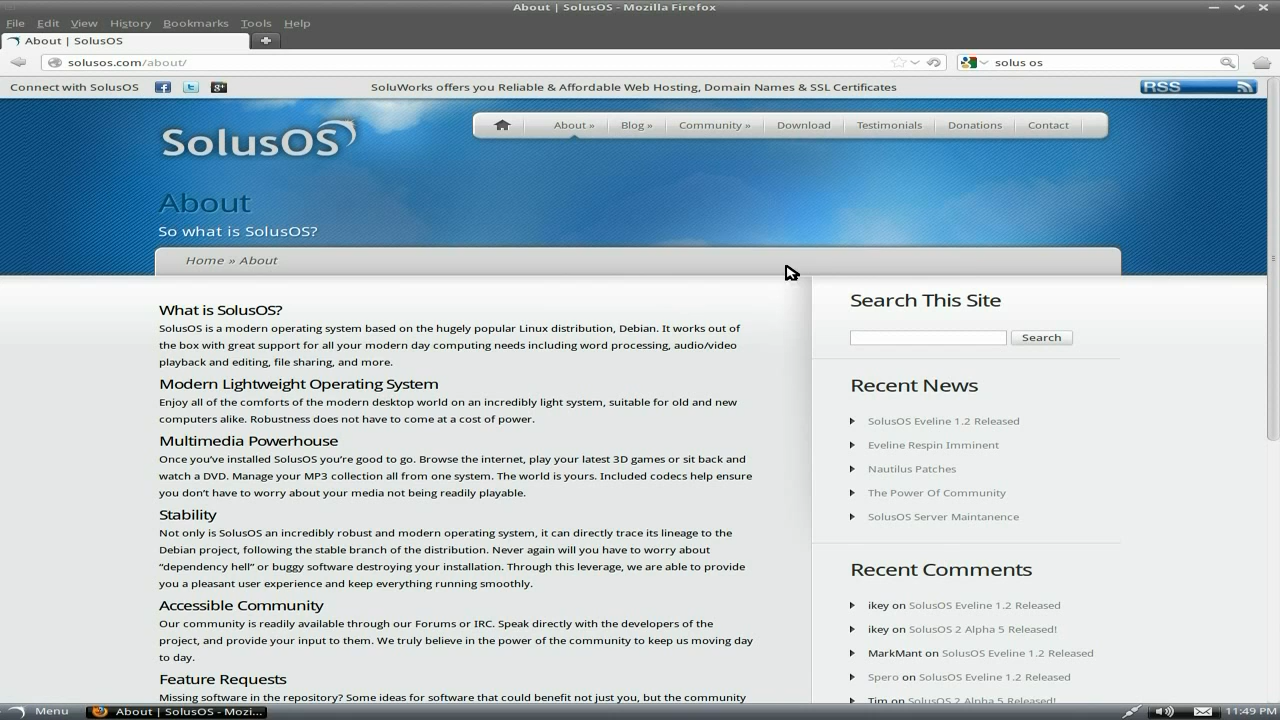 About | SolusOS - Mozilla Firefox
File Edit View History Bookmarks Tools Help
About | SolusOS
solusos.com/about/
solus os
Connect with SolusOS
SoluWorks offers you Reliable & Affordable Web Hosting, Domain Names & SSL Certificates
RSS
SolusOS
About » Blog » Community » Download Testimonials Donations Contact
About
So what is SolusOS?
Home » About
What is SolusOS?
SolusOS is a modern operating system based on the hugely popular Linux distribution, Debian. It works out of
the box with great support for all your modern day computing needs including word processing, audio/video
playback and editing, file sharing, and more.
Modern Lightweight Operating System
Enjoy all of the comforts of the modern desktop world on an incredibly light system, suitable for old and new
computers alike. Robustness does not have to come at a cost of power.
Multimedia Powerhouse
Once you've installed SolusOS you're good to go. Browse the internet, play your latest 3D games or sit back and
watch a DVD. Manage your MP3 collection all from one system. The world is yours. Included codecs help ensure
you don't have to worry about your media not being readily playable.
Stability
Not only is SolusOS an incredibly robust and modern operating system, it can directly trace its lineage to the
Debian project, following the stable branch of the distribution. Never again will you have to worry about
“dependency hell” or buggy software destroying your installation. Through this leverage, we are able to provide
you a pleasant user experience and keep everything running smoothly.
Accessible Community
Our community is readily available through our Forums or IRC. Speak directly with the developers of the
project, and provide your input to them. We truly believe in the power of the community to keep us moving day
to day.
Feature Requests
Missing software in the repository? Some ideas for software that could benefit not just you, but the community
Search This Site
Search
Recent News
SolusOS Eveline 1.2 Released
Eveline Respin Imminent
Nautilus Patches
The Power Of Community
SolusOS Server Maintanence
Recent Comments
ikey on SolusOS Eveline 1.2 Released
ikey on SolusOS 2 Alpha 5 Released!
MarkMant on SolusOS Eveline 1.2 Released
Spero on SolusOS Eveline 1.2 Released
Tim on SolusOS 2 Alpha 5 Released!
Menu
About | SolusOS - Mozi...
11:49 PM